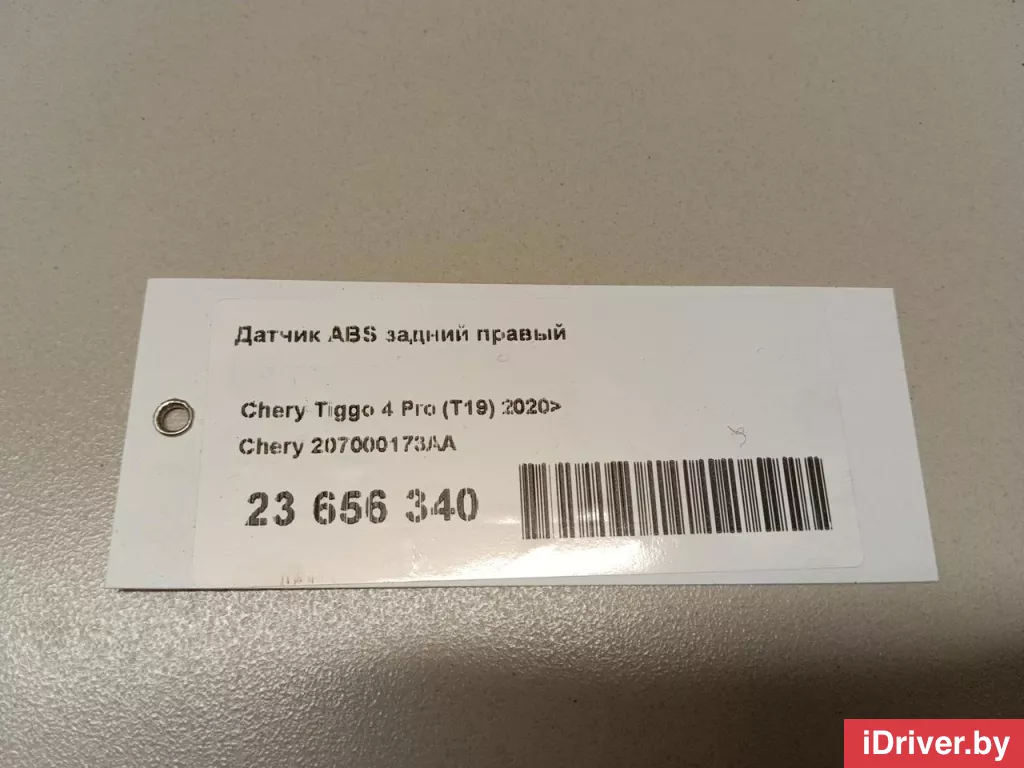 Датчик ABS задний правый
Chery Tiggo 4 Pro (T19) 2020>
Chery 207000173AA
23 656 340
iDriver.by